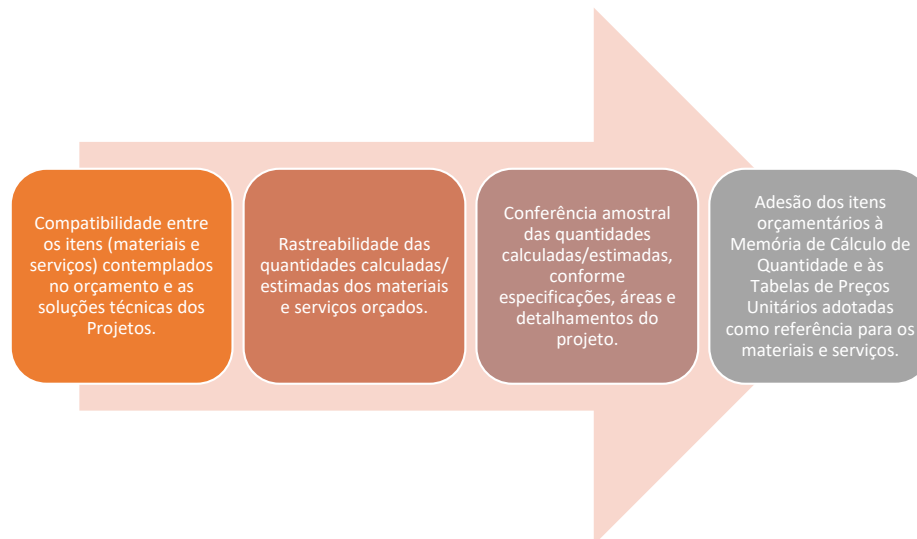 Compatibilidade entre
os itens (materiais e
serviços) contemplados
no orçamento e as
soluções técnicas dos
Projetos.
Rastreabilidade das
quantidades calculadas/
estimadas dos materiais
e serviços orçados.
Conferência amostral
das quantidades
calculadas/estimadas,
conforme
especificações, áreas e
detalhamentos do
projeto.
Adesão dos itens
orçamentários à
Memória de Cálculo de
Quantidade e às
Tabelas de Preços
Unitários adotadas
como referência para os
materiais e serviços.